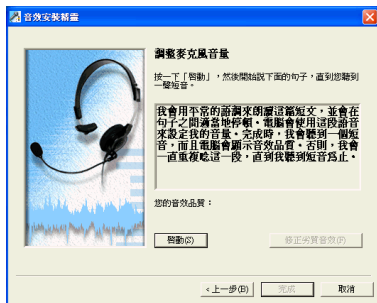 音效安裝精靈
調整麥克風音量
按一下「啟動」，然後開始說下面的句子，直到您聽到
一聲短音。
我會用平常的語調來朗讀這篇短文，並會在
句子之間適當地停頓。電腦會使用這段語音
來設定我的音量。完成時，我會聽到一個短
音，而且電腦會顯示音效品質。否則，我會
一直重複唸這一段，直到我聽到短音為止。
您的音效品質：
啟動(S)
修正劣質音效(P)
<上一步(B)
完成
取消